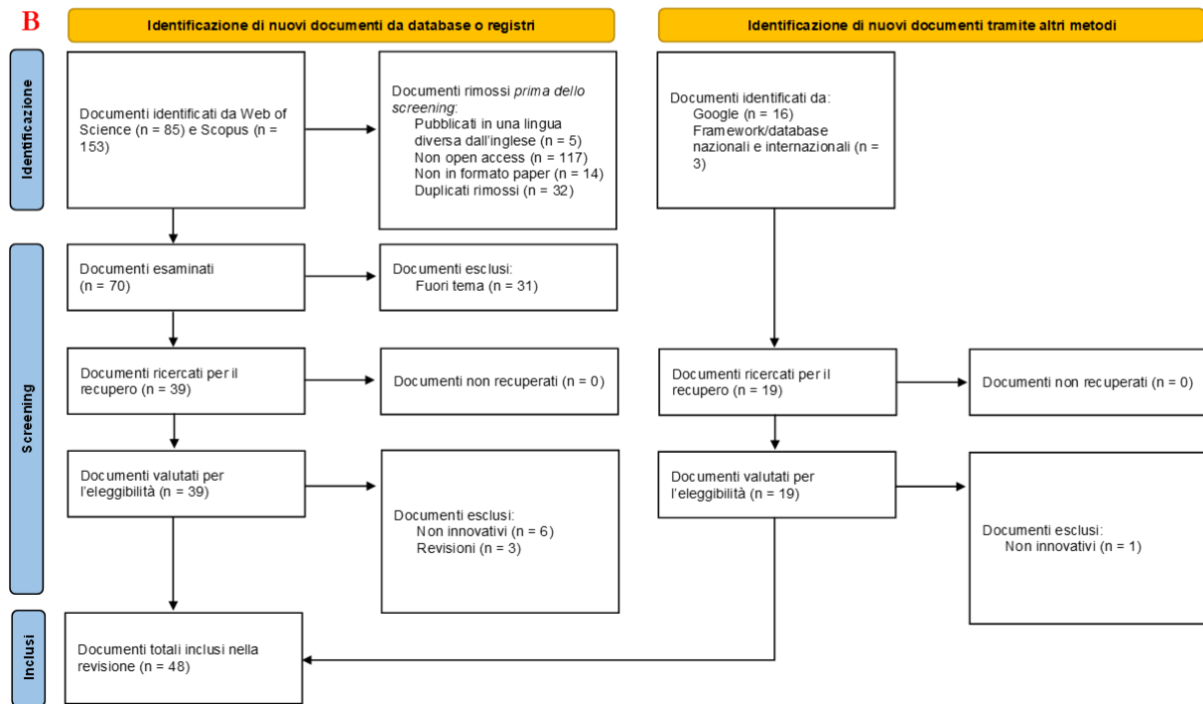 B
Identificazione di nuovi documenti da database o registri
Identificazione di nuovi documenti tramite altri metodi
Identificazione
Documenti identificati da Web of
Science (n = 85) e Scopus (n =
153)
Documenti rimossi prima dello
screening:
Pubblicati in una lingua
diversa dall'inglese (n = 5)
Non open access (n = 117)
Non in formato paper (n = 14)
Duplicati rimossi (n = 32)
Documenti identificati da:
Google (n = 16)
Framework/database
nazionali e internazionali (n =
3)
Screening
Documenti esaminati
(n = 70)
Documenti esclusi:
Fuori tema (n = 31)
Documenti ricercati per il
recupero (n = 39)
Documenti non recuperati (n = 0)
Documenti ricercati per il
recupero (n = 19)
Documenti non recuperati (n = 0)
Documenti valutati per
l'eleggibilità (n = 39)
Documenti esclusi:
Non innovativi (n = 6)
Revisioni (n = 3)
Documenti valutati per
l'eleggibilità (n = 19)
Documenti esclusi:
Non innovativi (n = 1)
Inclusi
Documenti totali inclusi nella
revisione (n = 48)